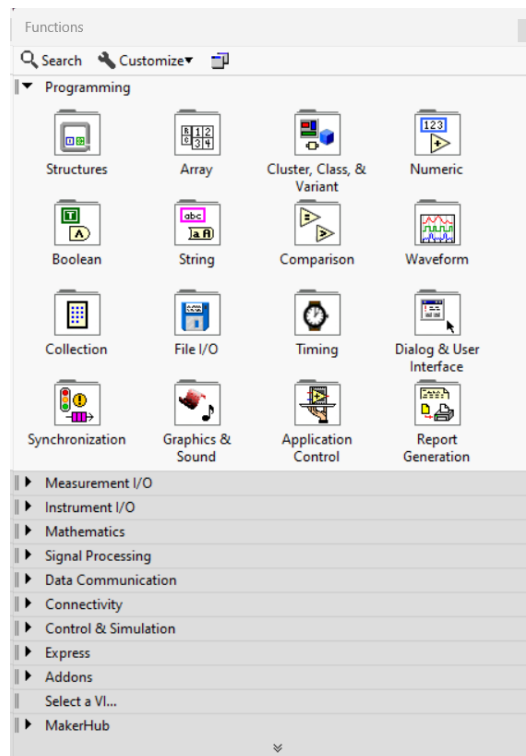 Functions
Search Customize
Programming
Structures Array Cluster, Class, & Variant Numeric
Boolean String Comparison Waveform
Collection File I/O Timing Dialog & User Interface
Synchronization Graphics & Sound Application Control Report Generation
Measurement I/O
Instrument I/O
Mathematics
Signal Processing
Data Communication
Connectivity
Control & Simulation
Express
Addons
Select a VI...
MakerHub